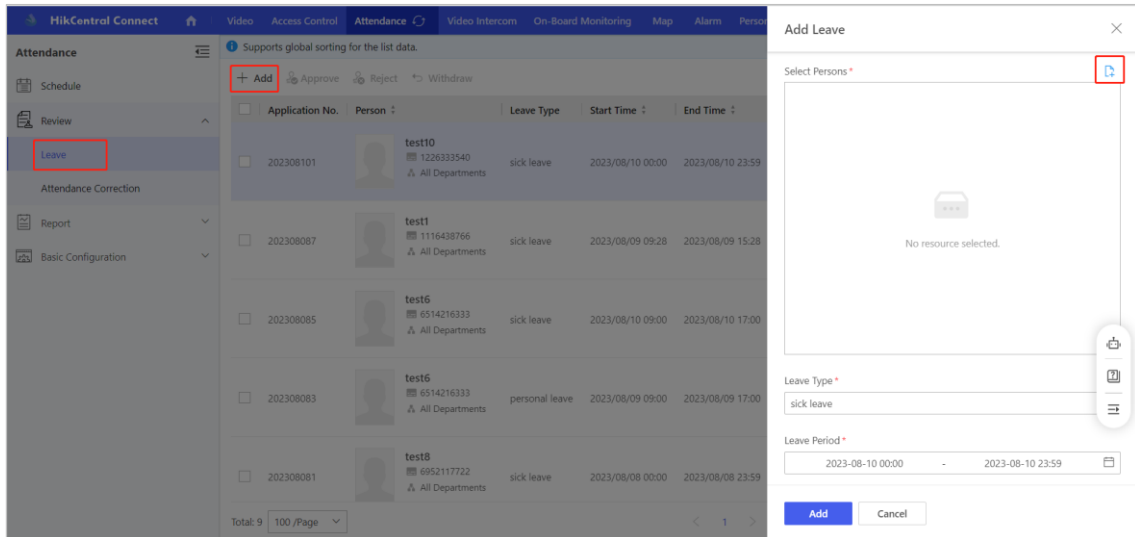 HikCentral Connect
Video Access Control Attendance Video Intercom On-Board Monitoring Map Alarm Person
Attendance
Schedule
Review
Leave
Attendance Correction
Report
Basic Configuration
Supports global sorting for the list data.
+ Add Approve Reject Withdraw
Application No. Person Leave Type Start Time End Time
202308101 test10 1226333540 All Departments sick leave 2023/08/10 00:00 2023/08/10 23:59
202308087 test1 1116438766 All Departments sick leave 2023/08/09 09:28 2023/08/09 15:28
202308085 test6 6514216333 All Departments sick leave 2023/08/10 09:00 2023/08/10 17:00
202308083 test6 6514216333 All Departments personal leave 2023/08/09 09:00 2023/08/09 17:00
202308081 test8 6952117722 All Departments sick leave 2023/08/08 00:00 2023/08/08 23:59
Total: 9 100 /Page < 1 >
Add Leave
Select Persons *
No resource selected.
Leave Type *
sick leave
Leave Period *
2023-08-10 00:00 - 2023-08-10 23:59
Add Cancel